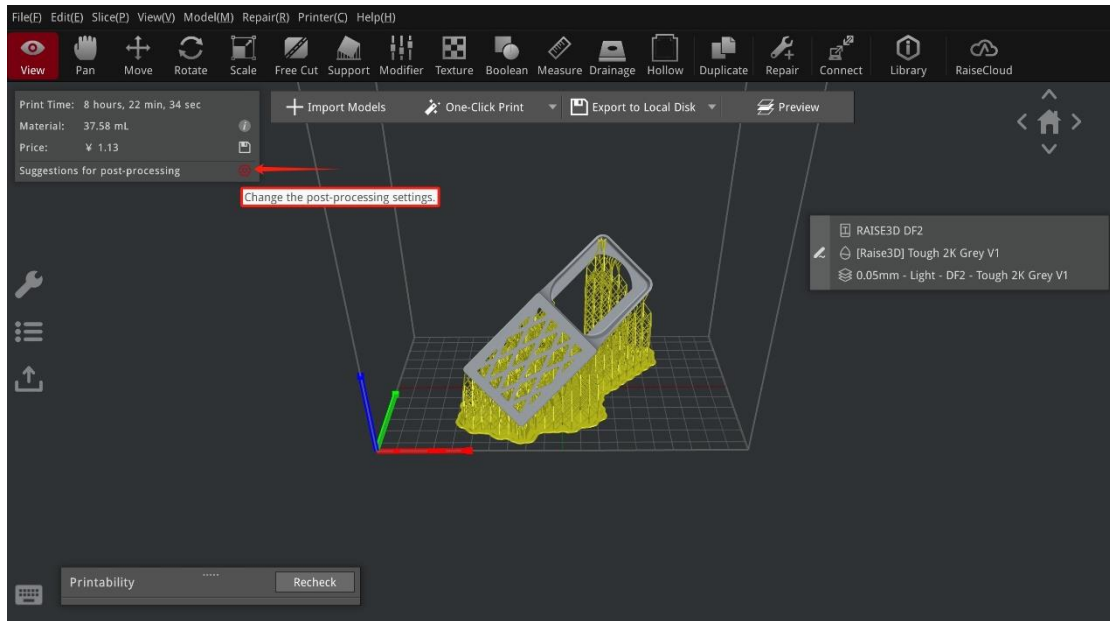 File(F) Edit(E) Slice(P) View(V) Model(M) Repair(R) Printer(C) Help(H)
View Pan Move Rotate Scale Free Cut Support Modifier Texture Boolean Measure Drainage Hollow Duplicate Repair Connect Library RaiseCloud
Print Time: 8 hours, 22 min, 34 sec
Material: 37.58 mL
Price: ¥ 1.13
Suggestions for post-processing
Import Models One-Click Print Export to Local Disk Preview
Change the post-processing settings.
RAISE3D DF2
[Raise3D] Tough 2K Grey V1
0.05mm - Light - DF2 - Tough 2K Grey V1
Printability Recheck